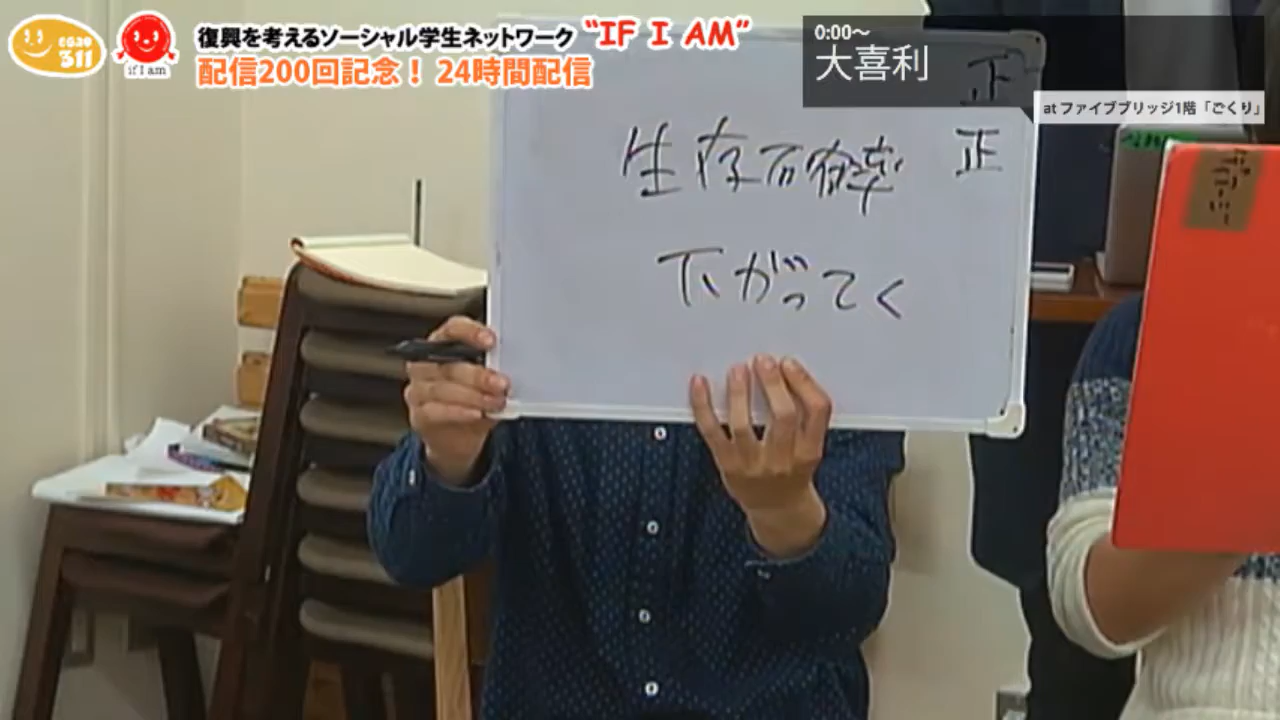 egao
311
if I am
復興を考えるソーシャル学生ネットワーク "IF I AM"
配信200回記念！ 24時間配信
0:00〜
大喜利
at ファイブブリッジ1階「ごくり」
正
正
生存確率
下がってく